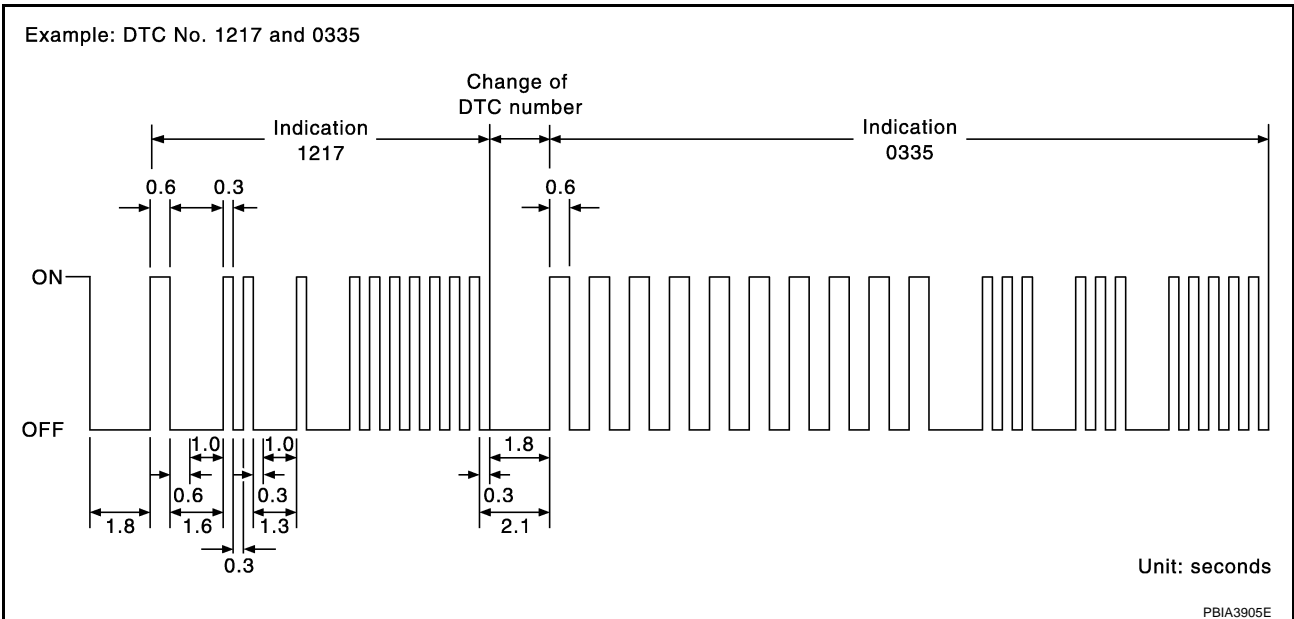 Example: DTC No. 1217 and 0335
Change of
DTC number
Indication
1217
Indication
0335
0.6
0.3
0.6
ON
OFF
1.0
1.0
1.8
0.6
0.3
0.3
1.8
1.6
1.3
2.1
0.3
Unit: seconds
PBIA3905E